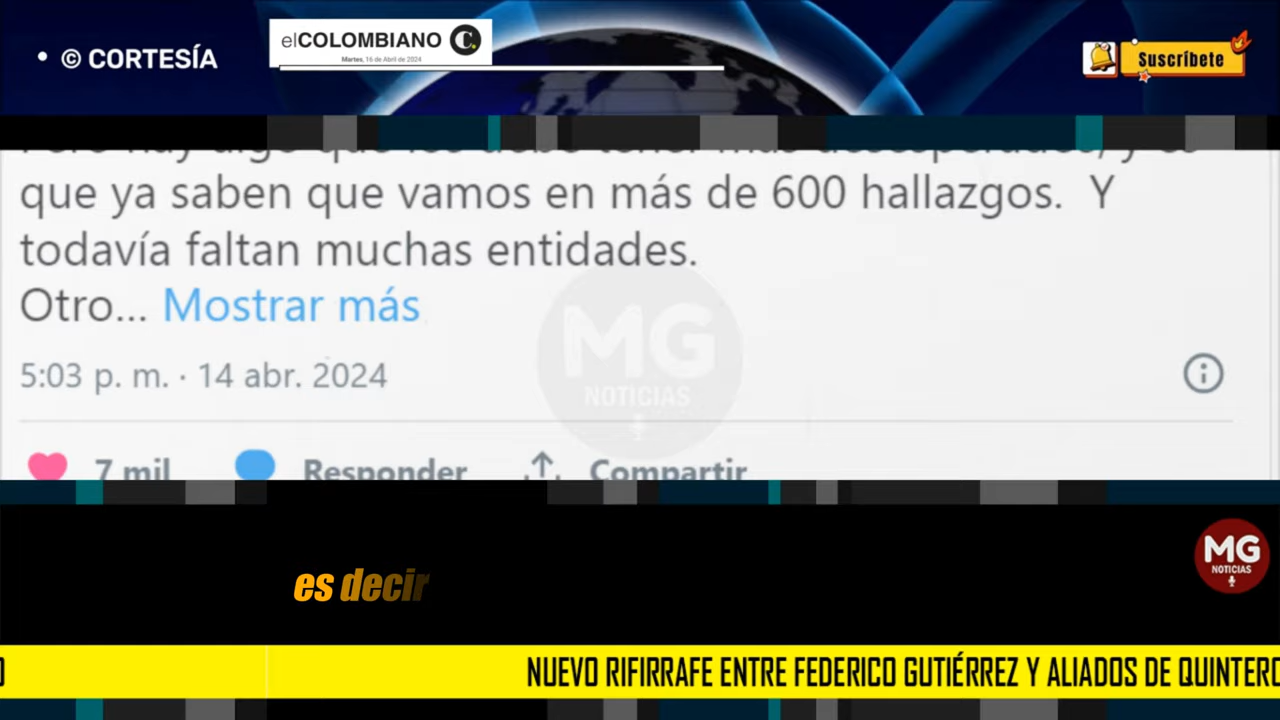 • © CORTESÍA
elCOLOMBIANO C
Martes, 16 de Abril de 2024
Suscríbete
que ya saben que vamos en más de 600 hallazgos. Y
todavía faltan muchas entidades.
Otro... Mostrar más
5:03 p. m. · 14 abr. 2024
7 mil Responder Compartir
MG
NOTICIAS
MG
NOTICIAS
es decir
O NUEVO RIFIRRAFE ENTRE FEDERICO GUTIÉRREZ Y ALIADOS DE QUINTERO